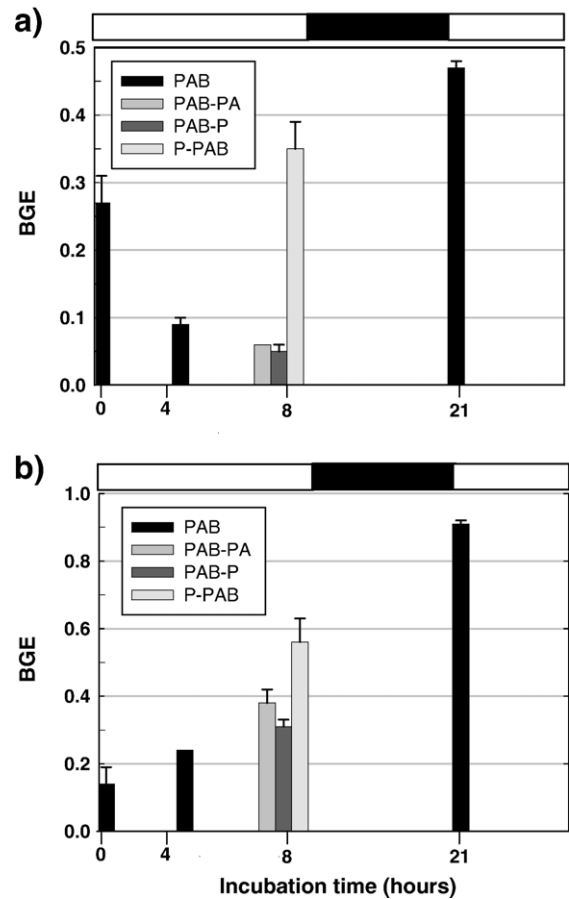 a)
0.5
0.4
0.3
0.2
0.1
0.0
BGE
PAB
PAB-PA
PAB-P
P-PAB
0 4 8 21
b)
1.0
0.8
0.6
0.4
0.2
0.0
BGE
PAB
PAB-PA
PAB-P
P-PAB
0 4 8 21
Incubation time (hours)